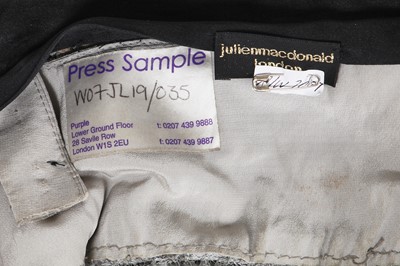 Press Sample
W07JL19/035
Purple
Lower Ground Floor t: 0207 439 9888
28 Savile Row t: 0207 439 9887
London W1S 2EU
julienmacdonald
london